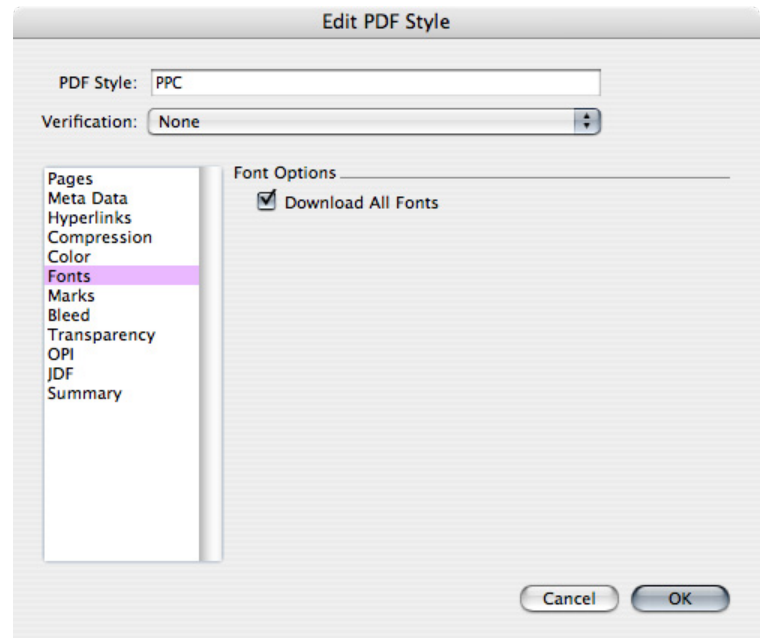 Edit PDF Style
PDF Style: PPC
Verification: None
Pages
Meta Data
Hyperlinks
Compression
Color
Fonts
Marks
Bleed
Transparency
OPI
JDF
Summary
Font Options
Download All Fonts
Cancel OK